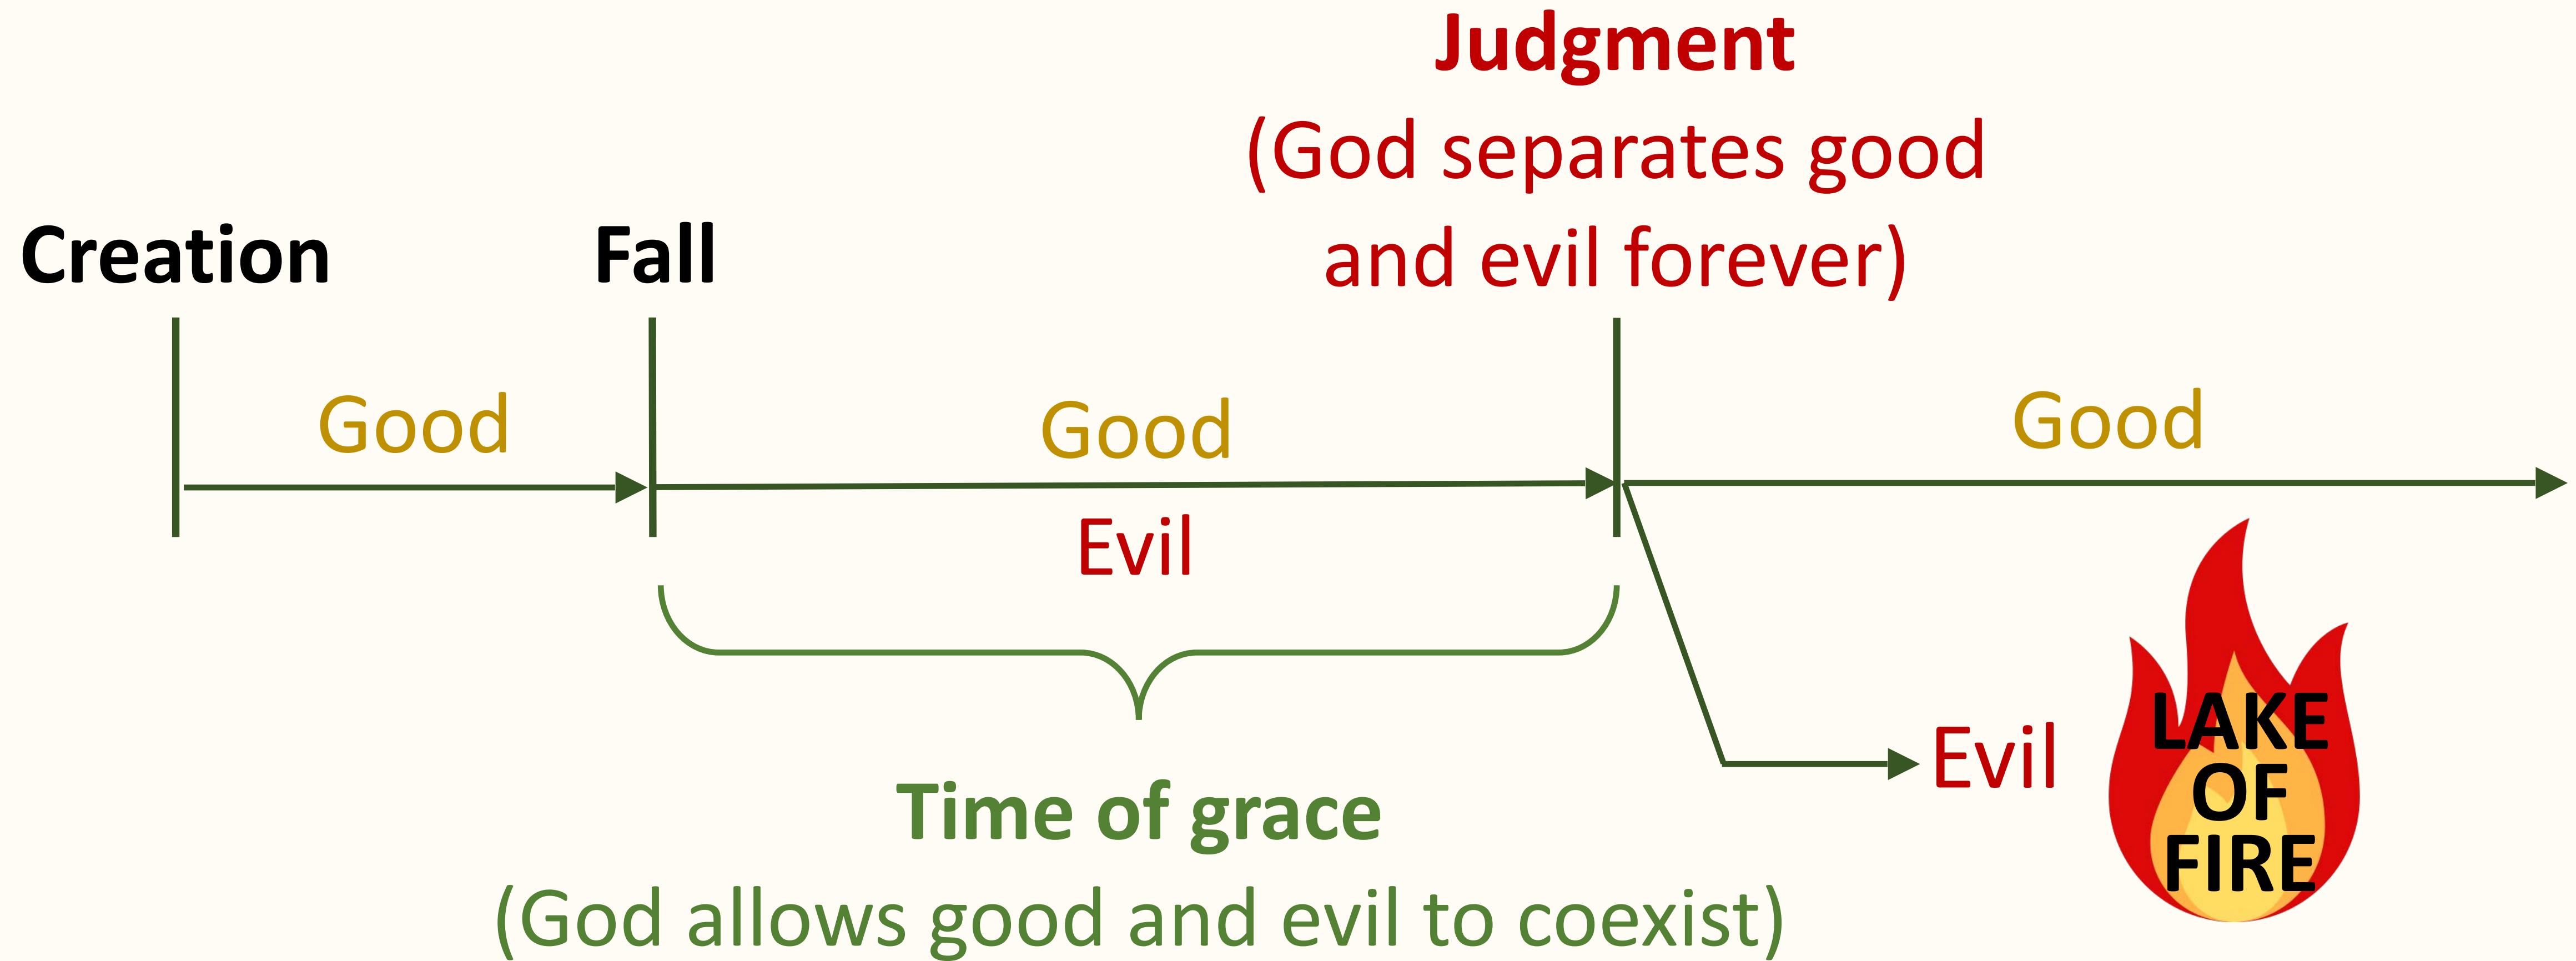 Judgment
(God separates good
and evil forever)
Creation
Fall
Good
Good
Good
Evil
Evil
LAKE
OF
FIRE
Time of grace
(God allows good and evil to coexist)